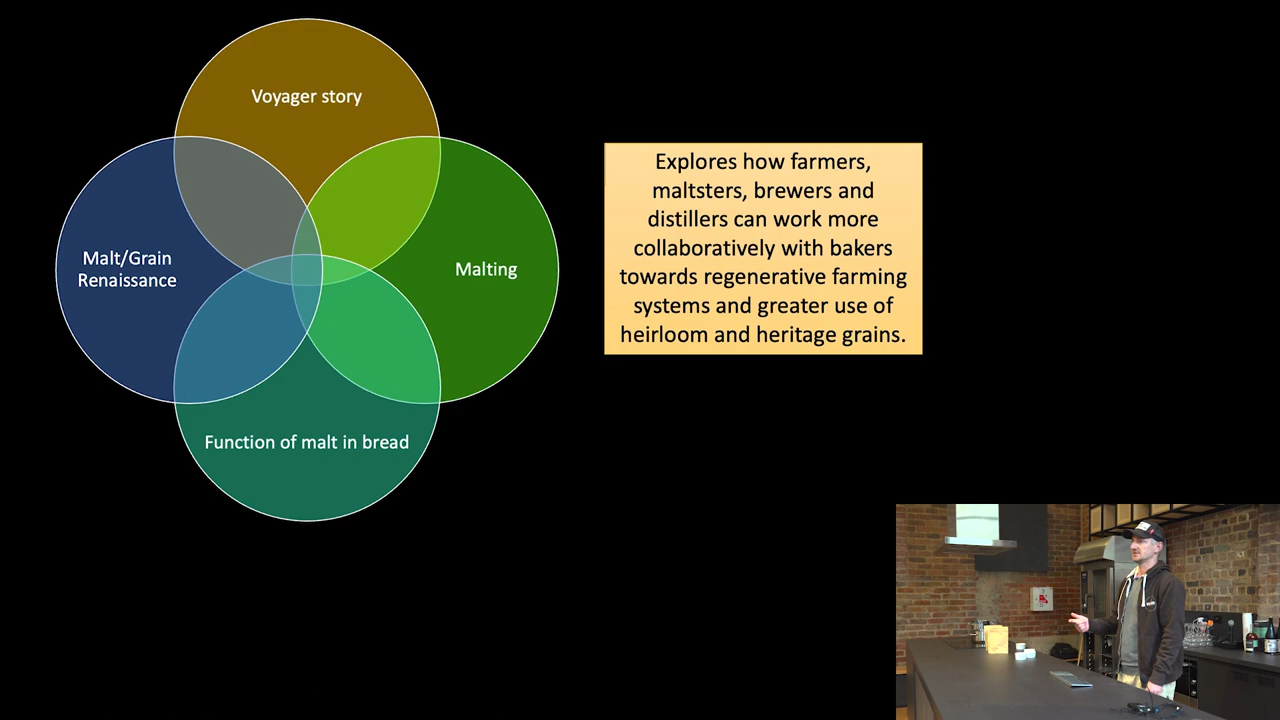 Voyager story
Malt/Grain
Renaissance
Malting
Function of malt in bread
Explores how farmers,
maltsters, brewers and
distillers can work more
collaboratively with bakers
towards regenerative farming
systems and greater use of
heirloom and heritage grains.